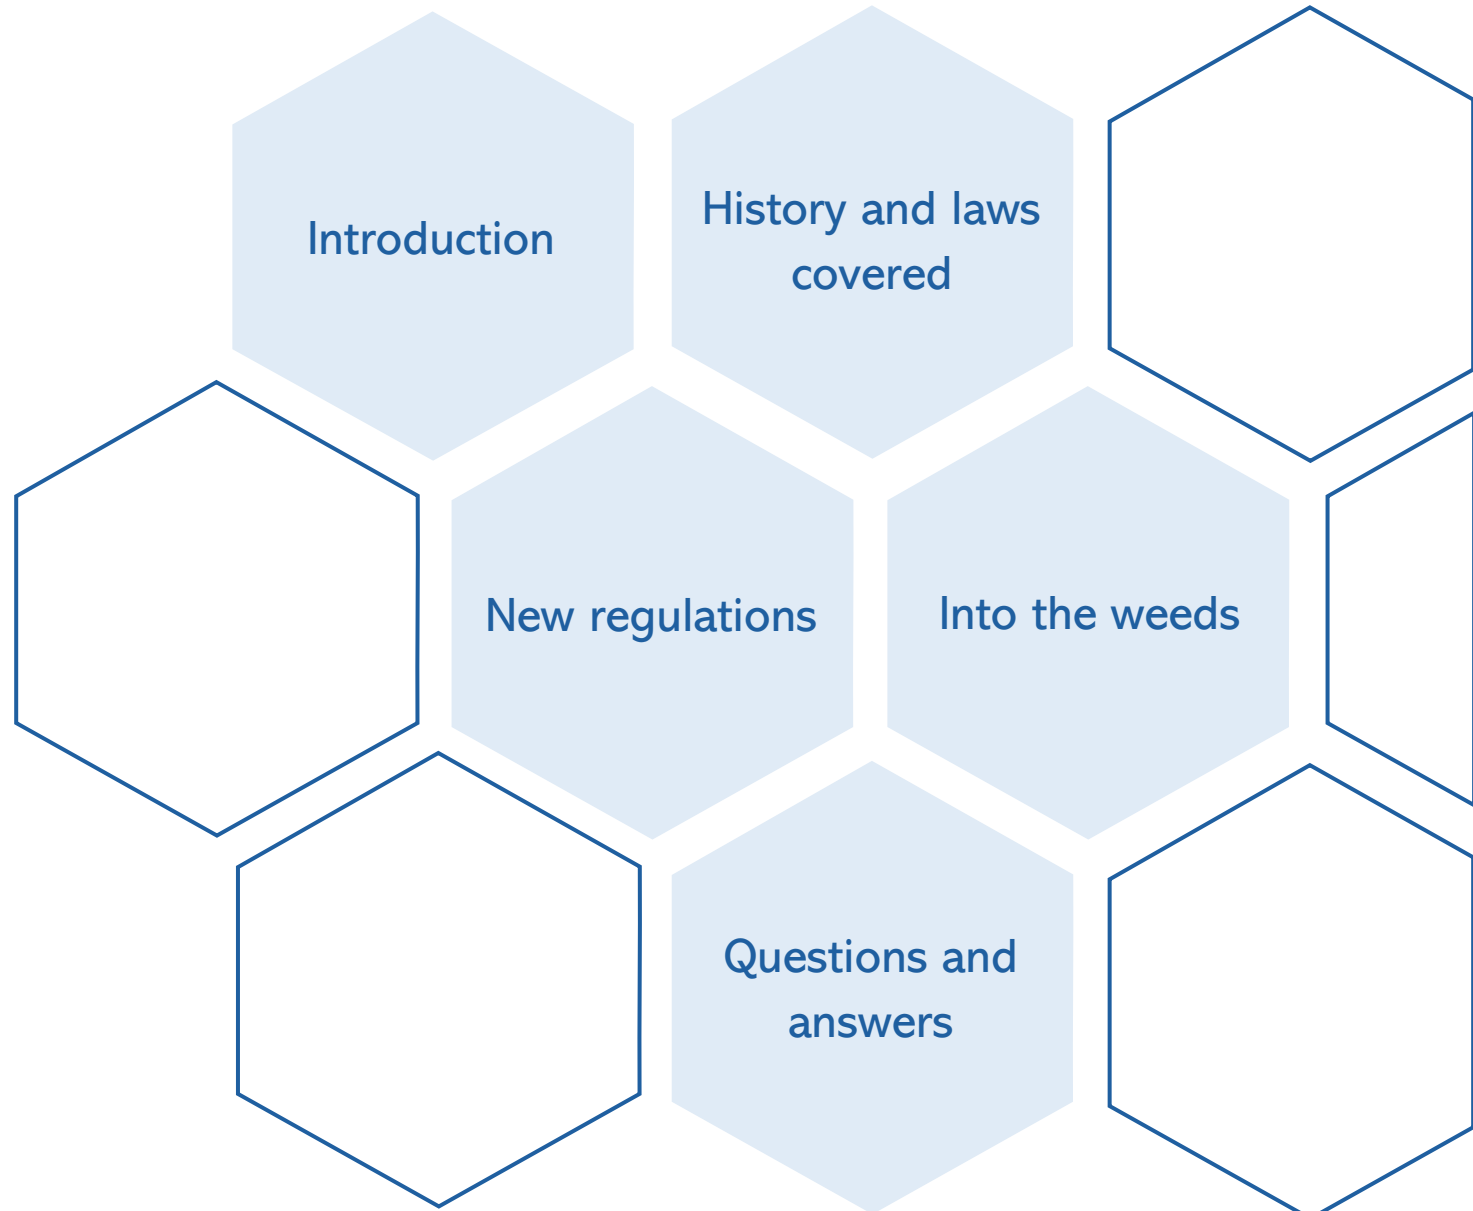 Introduction
History and laws
covered
New regulations
Into the weeds
Questions and
answers